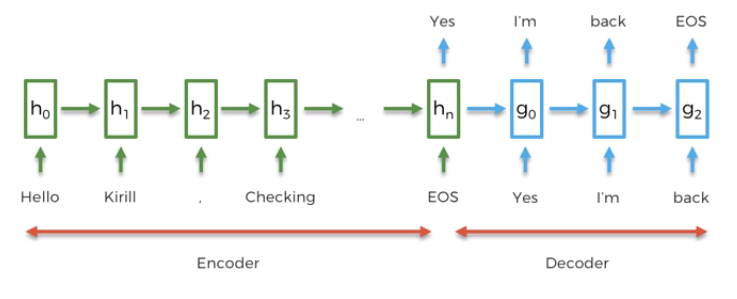 Yes I'm back EOS
h0 h1 h2 h3 ... hn g0 g1 g2
Hello Kirill , Checking EOS Yes I'm back
Encoder Decoder